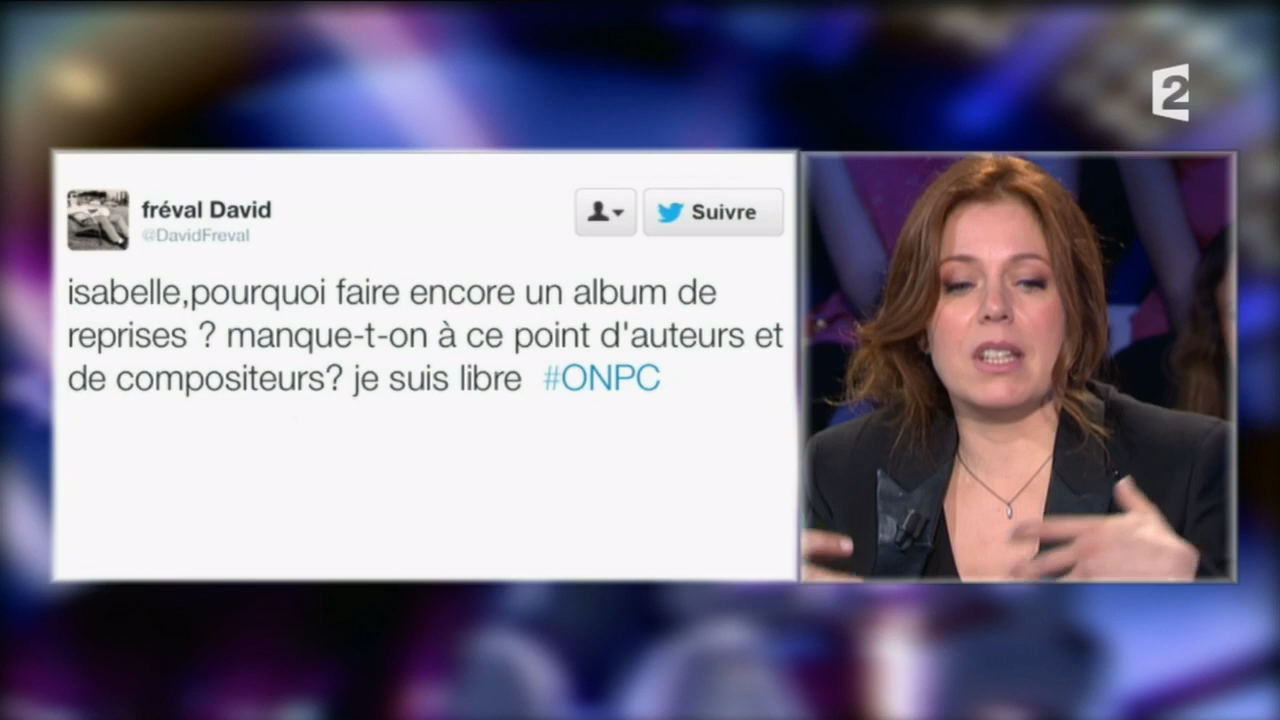 2
fréval David
@DavidFreval
Suivre
isabelle,pourquoi faire encore un album de
reprises ? manque-t-on à ce point d'auteurs et
de compositeurs? je suis libre #ONPC